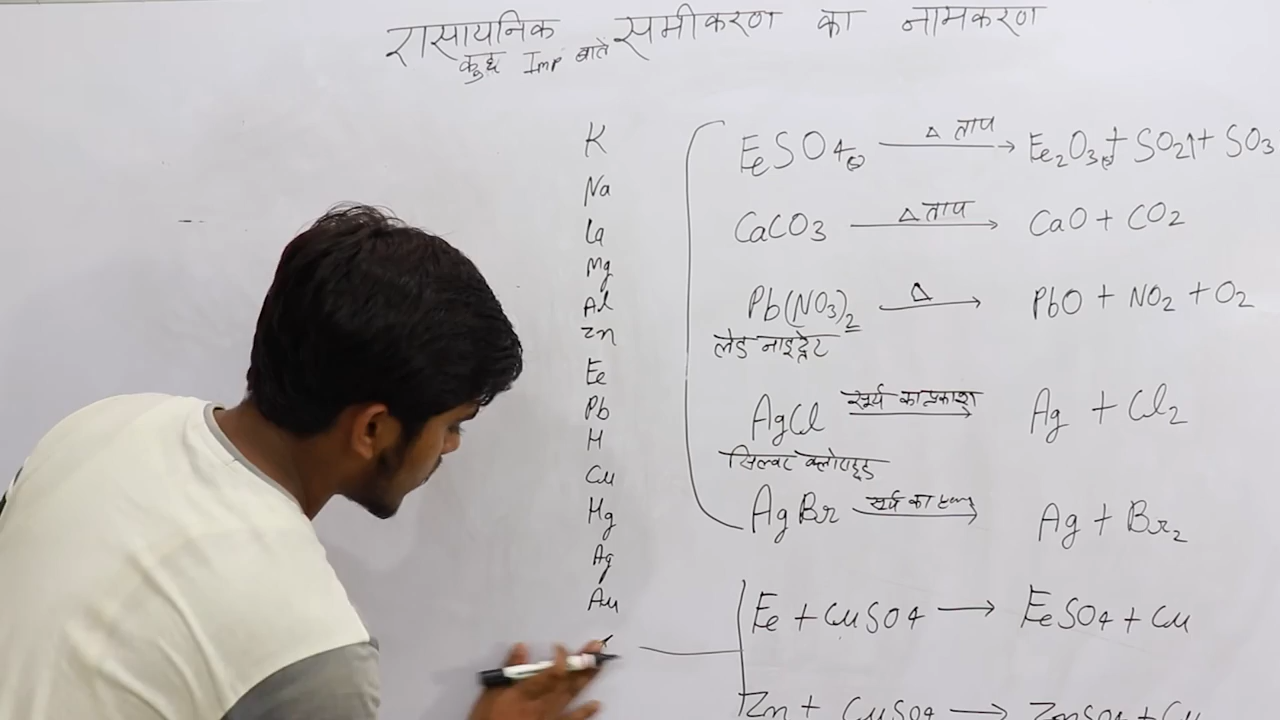 रासायनिक समीकरण का नामकरण
कुछ Imp बातें
K
Na
Ca
Mg
Al
Zn
Fe
Pb
H
Cu
Hg
Ag
Au
FeSO4(s) —Δ ताप→ Fe2O3(s) + SO2↑ + SO3
CaCO3 —Δ ताप→ CaO + CO2
Pb(NO3)2 —Δ→ PbO + NO2 + O2
लेड नाइट्रेट
AgCl —सूर्य का प्रकाश→ Ag + Cl2
सिल्वर क्लोराइड
AgBr —सूर्य का→ Ag + Br2
Fe + CuSO4 → FeSO4 + Cu
Zn + CuSO4 → ZnSO4 + Cu